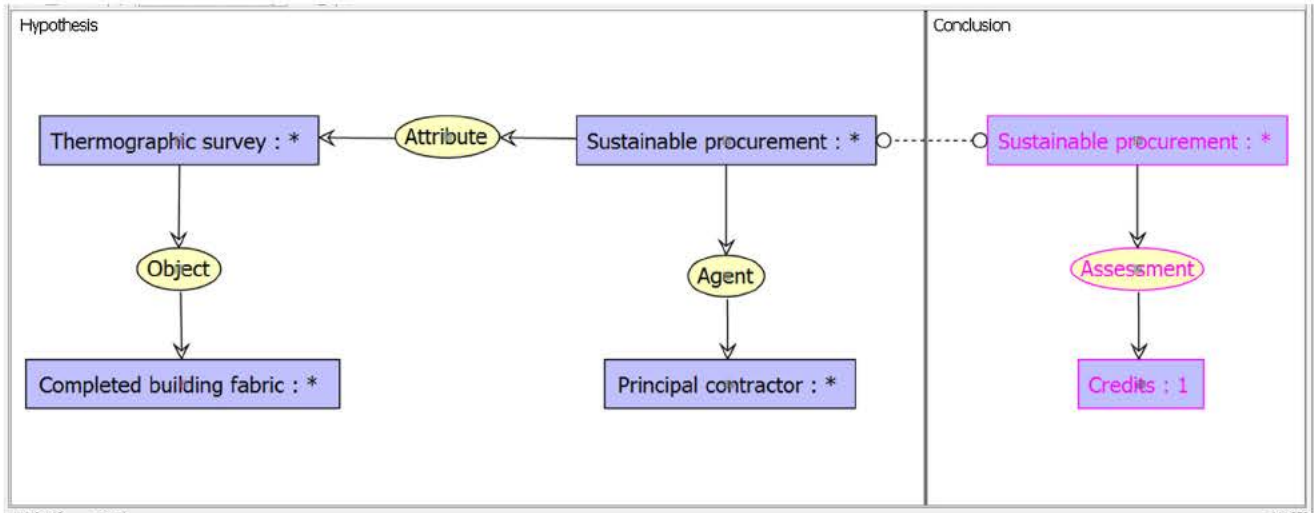 Hypothesis
Conclusion
Thermographic survey : *
Attribute
Sustainable procurement : *
Sustainable procurement : *
Object
Agent
Assessment
Completed building fabric : *
Principal contractor : *
Credits : 1